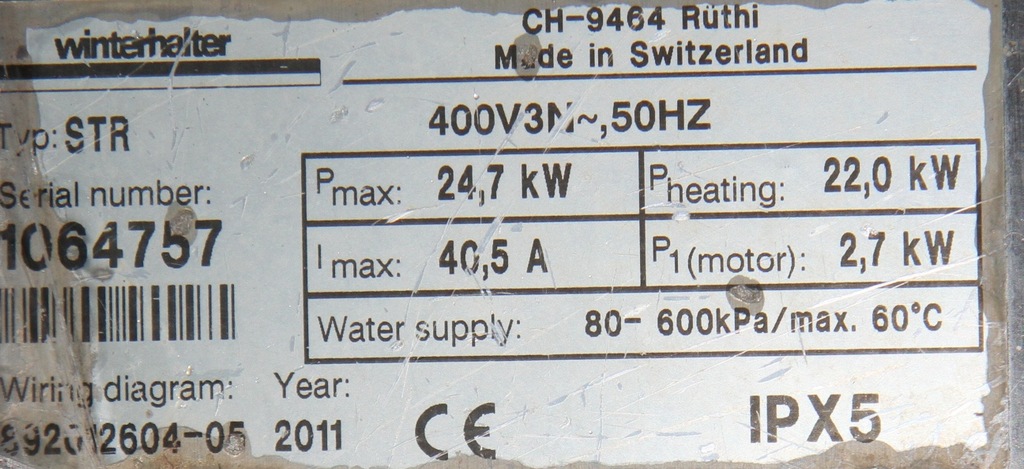 winterhalter
CH-9464 Rüthi
Made in Switzerland
Typ: STR
400V3N~,50HZ
Serial number:
1064757
Pmax: 24,7 kW
Pheating: 22,0 kW
I max: 40,5 A
P1(motor): 2,7 kW
Water supply: 80- 600kPa/max. 60°C
Wiring diagram:
Year:
2011
CE
IPX5